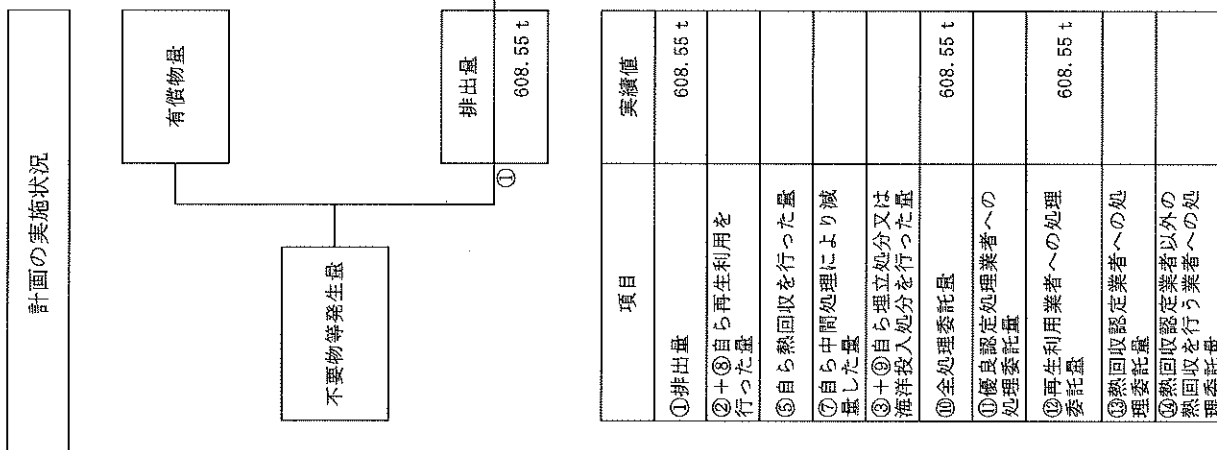 計画の実施状況
有償物量
不要物等発生量
排出量
①
608.55 t
項目
実績値
①排出量
608.55 t
②+⑧自ら再生利用を
行った量
⑤自ら熱回収を行った量
⑦自ら中間処理により減
量した量
③+⑨自ら埋立処分又は
海洋投入処分を行った量
⑩全処理委託量
608.55 t
⑪優良認定処理業者への
処理委託量
⑫再生利用業者への処理
委託量
608.55 t
⑬熱回収認定業者への処
理委託量
⑭熱回収認定業者以外の
熱回収を行う業者への処
理委託量